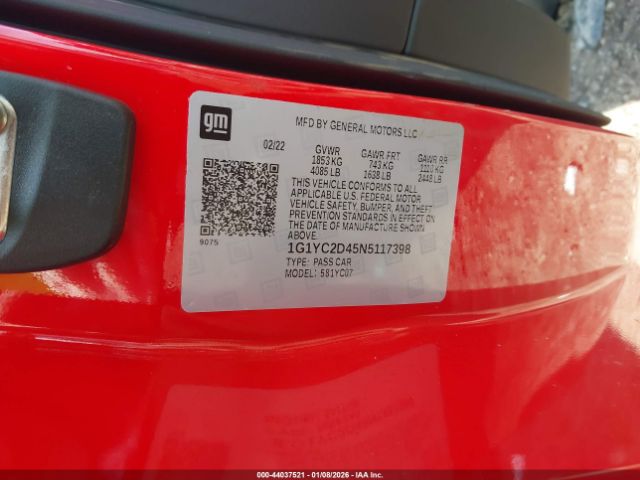 gm
MFD BY GENERAL MOTORS LLC
02/22 GVWR GAWR FRT GAWR RR
1853 KG 743 KG 1110 KG
4085 LB 1638 LB 2448 LB
THIS VEHICLE CONFORMS TO ALL
APPLICABLE U.S. FEDERAL MOTOR
VEHICLE SAFETY, BUMPER, AND THEFT
PREVENTION STANDARDS IN EFFECT ON
THE DATE OF MANUFACTURE SHOWN
ABOVE.
9075
1G1YC2D45N5117398
TYPE: PASS CAR
MODEL: 581YC07
000-44037521 - 01/08/2026 - IAA Inc.